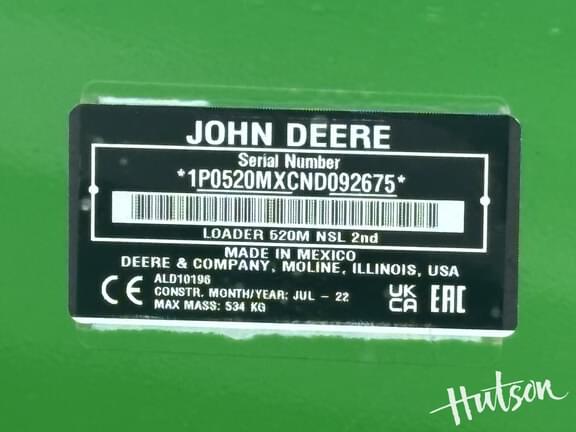 JOHN DEERE
Serial Number
*1P0520MXCND092675*
LOADER 520M NSL 2nd
MADE IN MEXICO
DEERE & COMPANY, MOLINE, ILLINOIS, USA
ALD10196
CONSTR. MONTH/YEAR: JUL - 22
MAX MASS: 534 KG
CE
UK
CA
EAC
Hutson